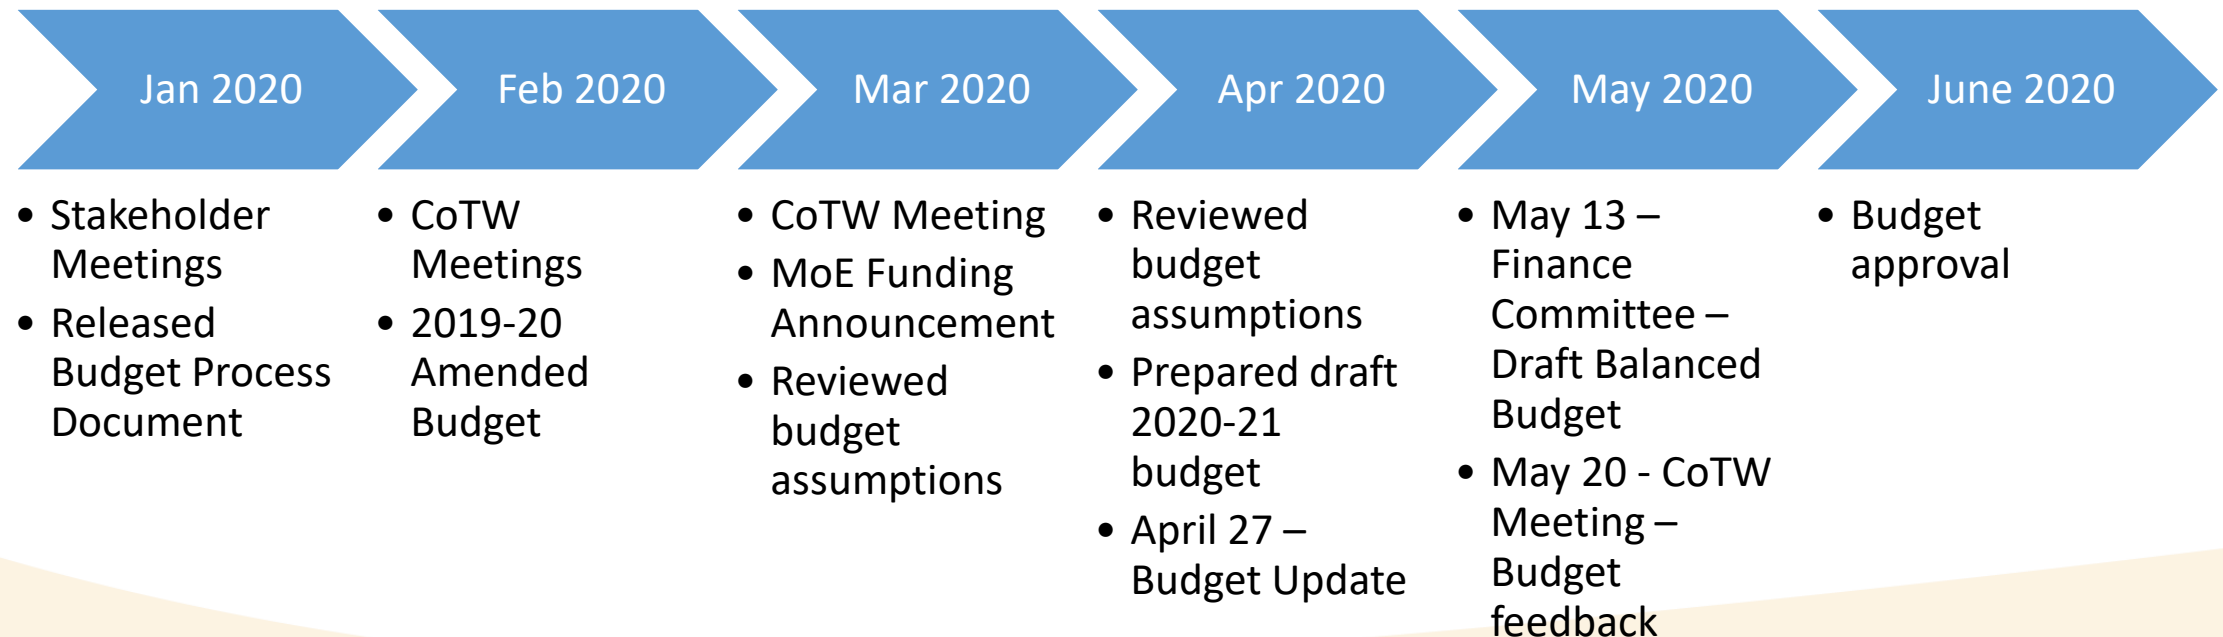 Jan 2020
• Stakeholder
Meetings
• Released
Budget Process
Document
Feb 2020
• CoTW
Meetings
• 2019-20
Amended
Budget
Mar 2020
• CoTW Meeting
• MoE Funding
Announcement
• Reviewed
budget
assumptions
Apr 2020
• Reviewed
budget
assumptions
• Prepared draft
2020-21
budget
• April 27 –
Budget Update
May 2020
• May 13 –
Finance
Committee –
Draft Balanced
Budget
• May 20 - CoTW
Meeting –
Budget
feedback
June 2020
• Budget
approval